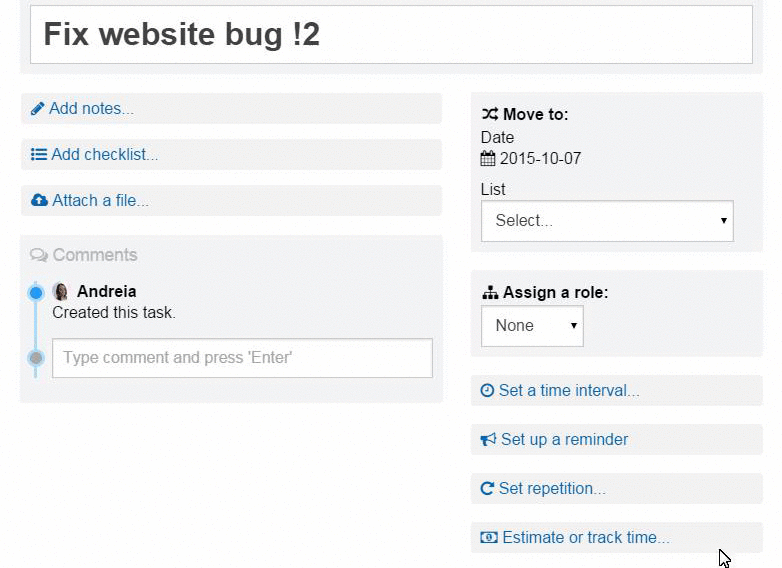 Fix website bug !2
Add notes...
Add checklist...
Attach a file...
Comments
Andreia
Created this task.
Type comment and press 'Enter'
Move to:
Date
2015-10-07
List
Select...
Assign a role:
None
Set a time interval...
Set up a reminder
Set repetition...
Estimate or track time...